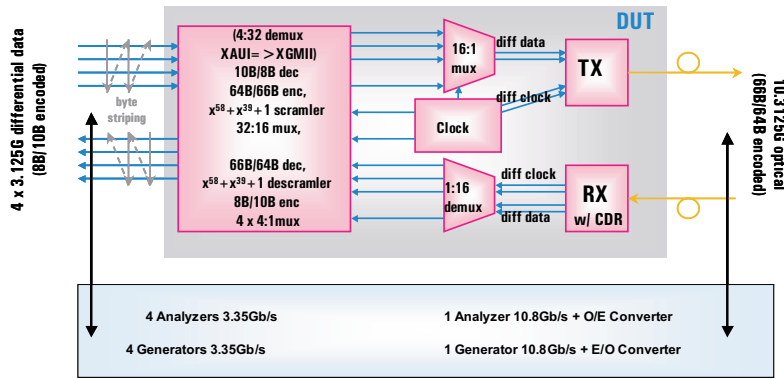 DUT
4 x 3.125G differential data
(8B/ 10B encoded)
byte
striping
(4:32 demux
XAUI= > XGMII)
10B/8B dec
64B/66B enc,
x58+x39+1 scramler
32:16 mux,
66B/64B dec,
x58+x39+1 descramler
8B/10B enc
4 x 4:1mux
16:1
mux
diff data
TX
diff clock
Clock
1:16
demux
diff clock
diff data
RX
w/ CDR
10.3125G optical
(66B/64B encoded)
4 Analyzers 3.35Gb/s
1 Analyzer 10.8Gb/s + O/E Converter
4 Generators 3.35Gb/s
1 Generator 10.8Gb/s + E/O Converter